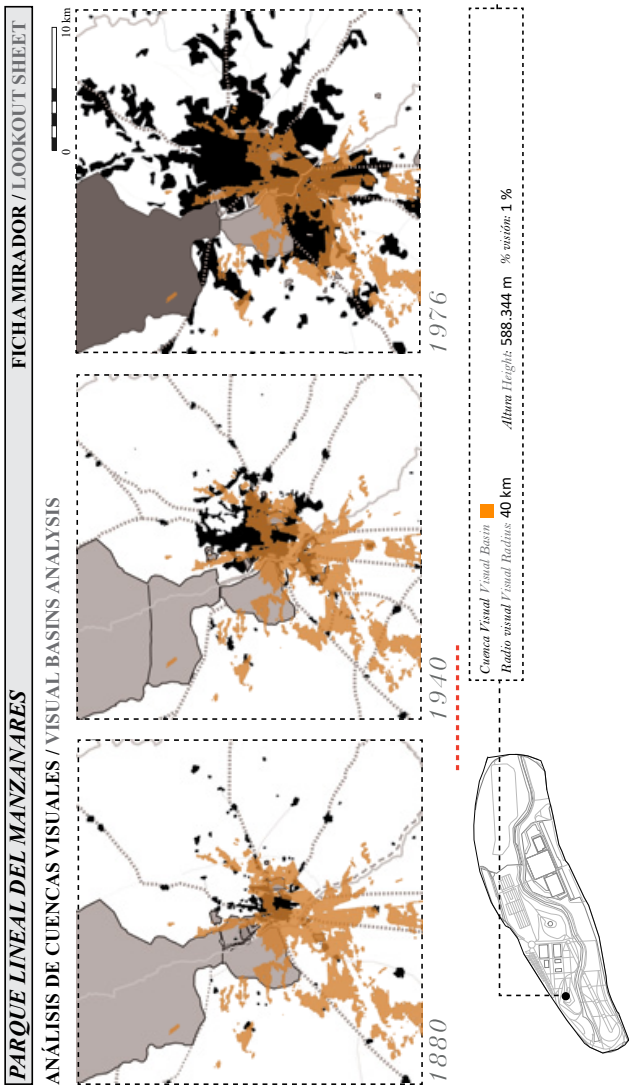 PARQUE LINEAL DEL MANZANARES
FICHA MIRADOR / LOOKOUT SHEET
ANÁLISIS DE CUENCAS VISUALES / VISUAL BASINS ANALYSIS
0 10 km
1880
1940
1976
Cuenca Visual Visual Basin
Radio visual Visual Radius: 40 km Altura Height: 588.344 m % visión: 1 %